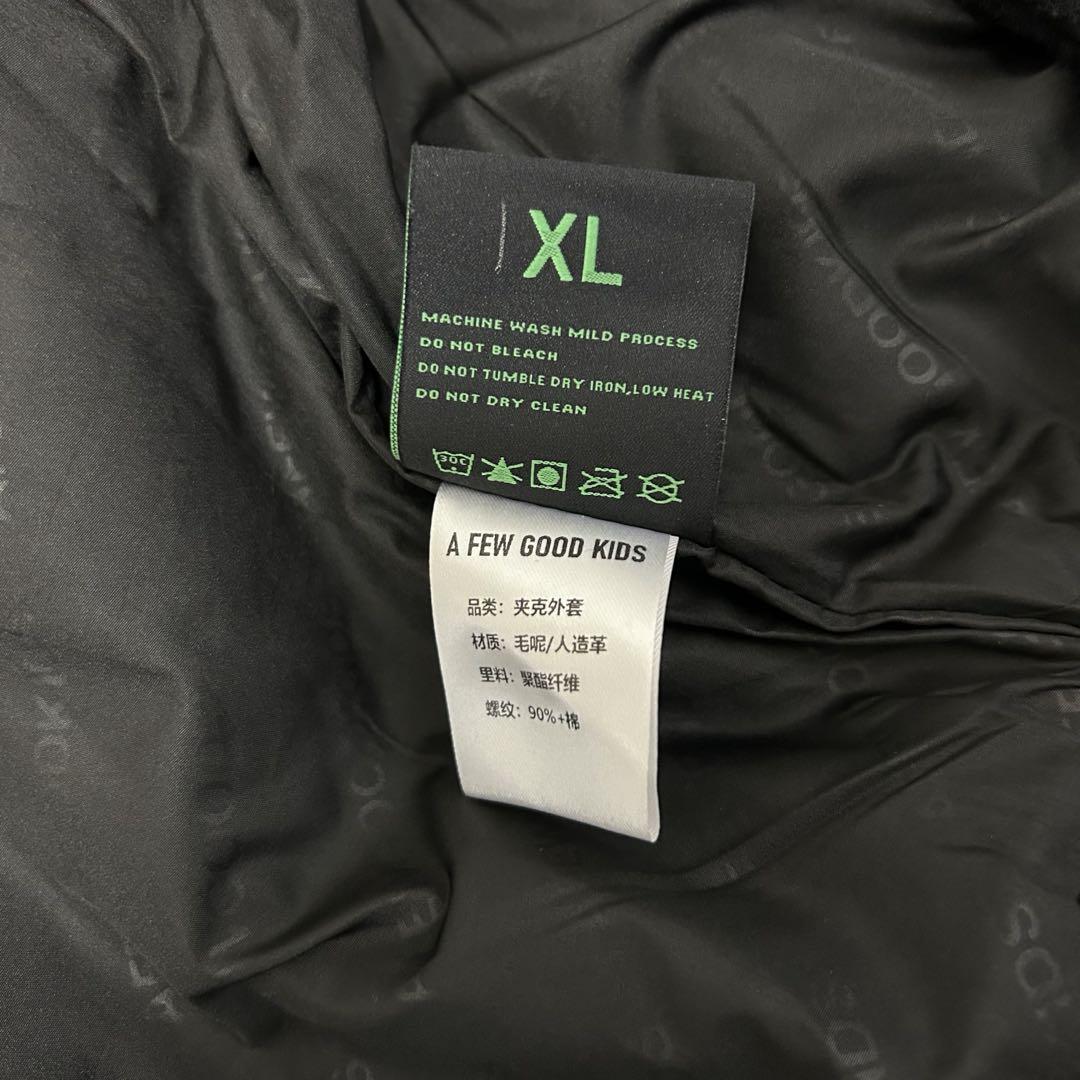 XL
MACHINE WASH MILD PROCESS
DO NOT BLEACH
DO NOT TUMBLE DRY IRON,LOW HEAT
DO NOT DRY CLEAN
30C
A FEW GOOD KIDS
品类：夹克外套
材质：毛呢/人造革
里料：聚酯纤维
螺纹：90%+棉